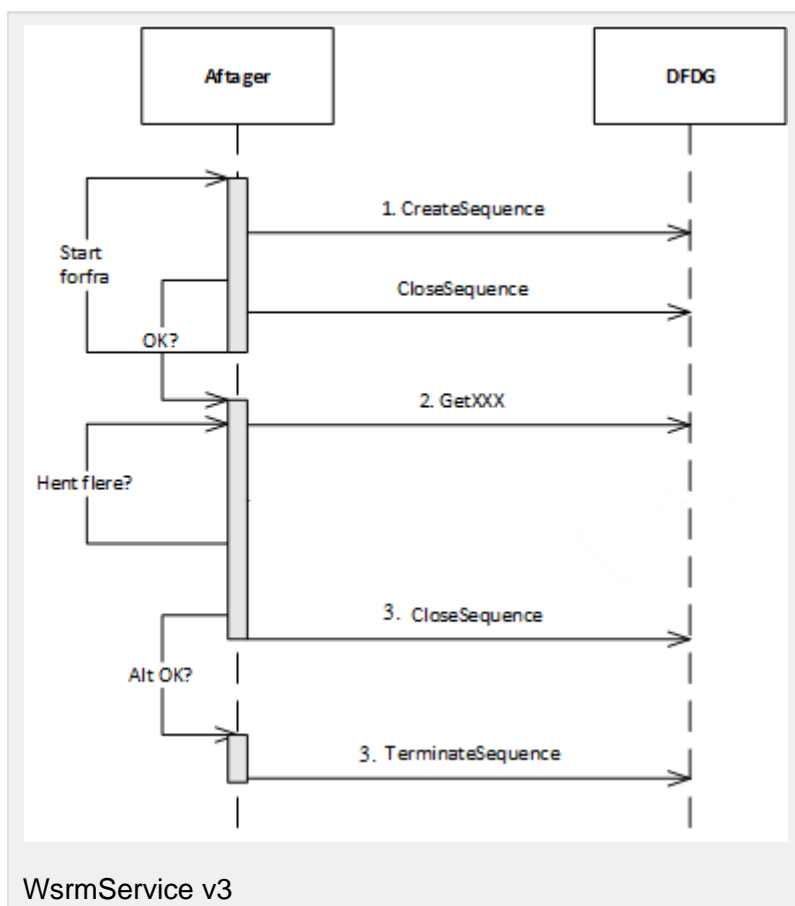 Aftager
DFDG
1. CreateSequence
Start
forfra
CloseSequence
OK?
2. GetXXX
Hent flere?
3. CloseSequence
Alt OK?
3. TerminateSequence
WsrmService v3